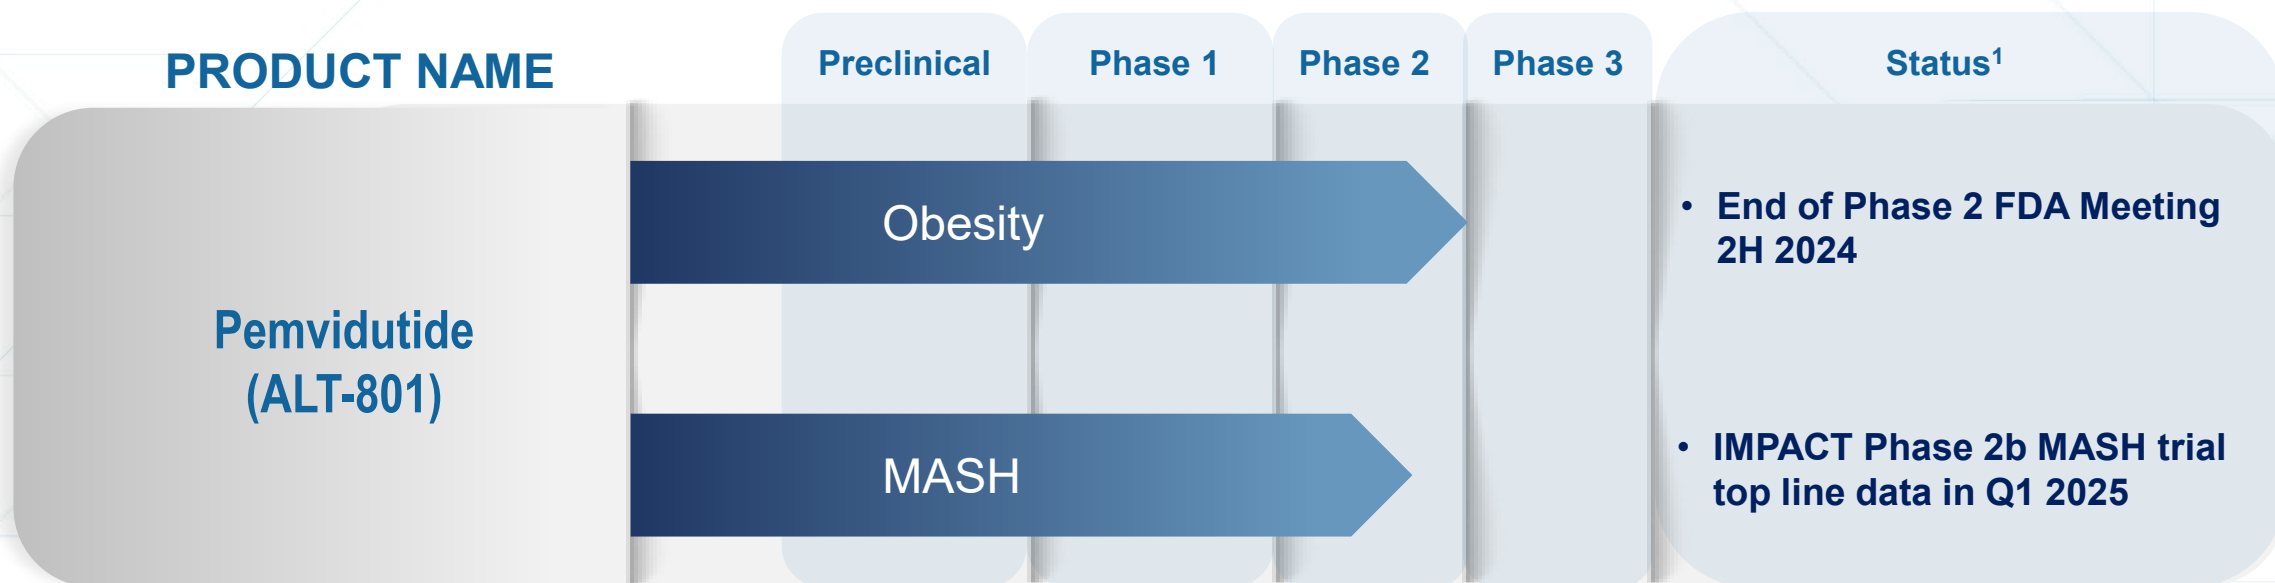 PRODUCT NAME
Preclinical
Phase 1
Phase 2
Phase 3
Status¹
Pemvidutide
(ALT-801)
Obesity
• End of Phase 2 FDA Meeting
2H 2024
MASH
• IMPACT Phase 2b MASH trial
top line data in Q1 2025